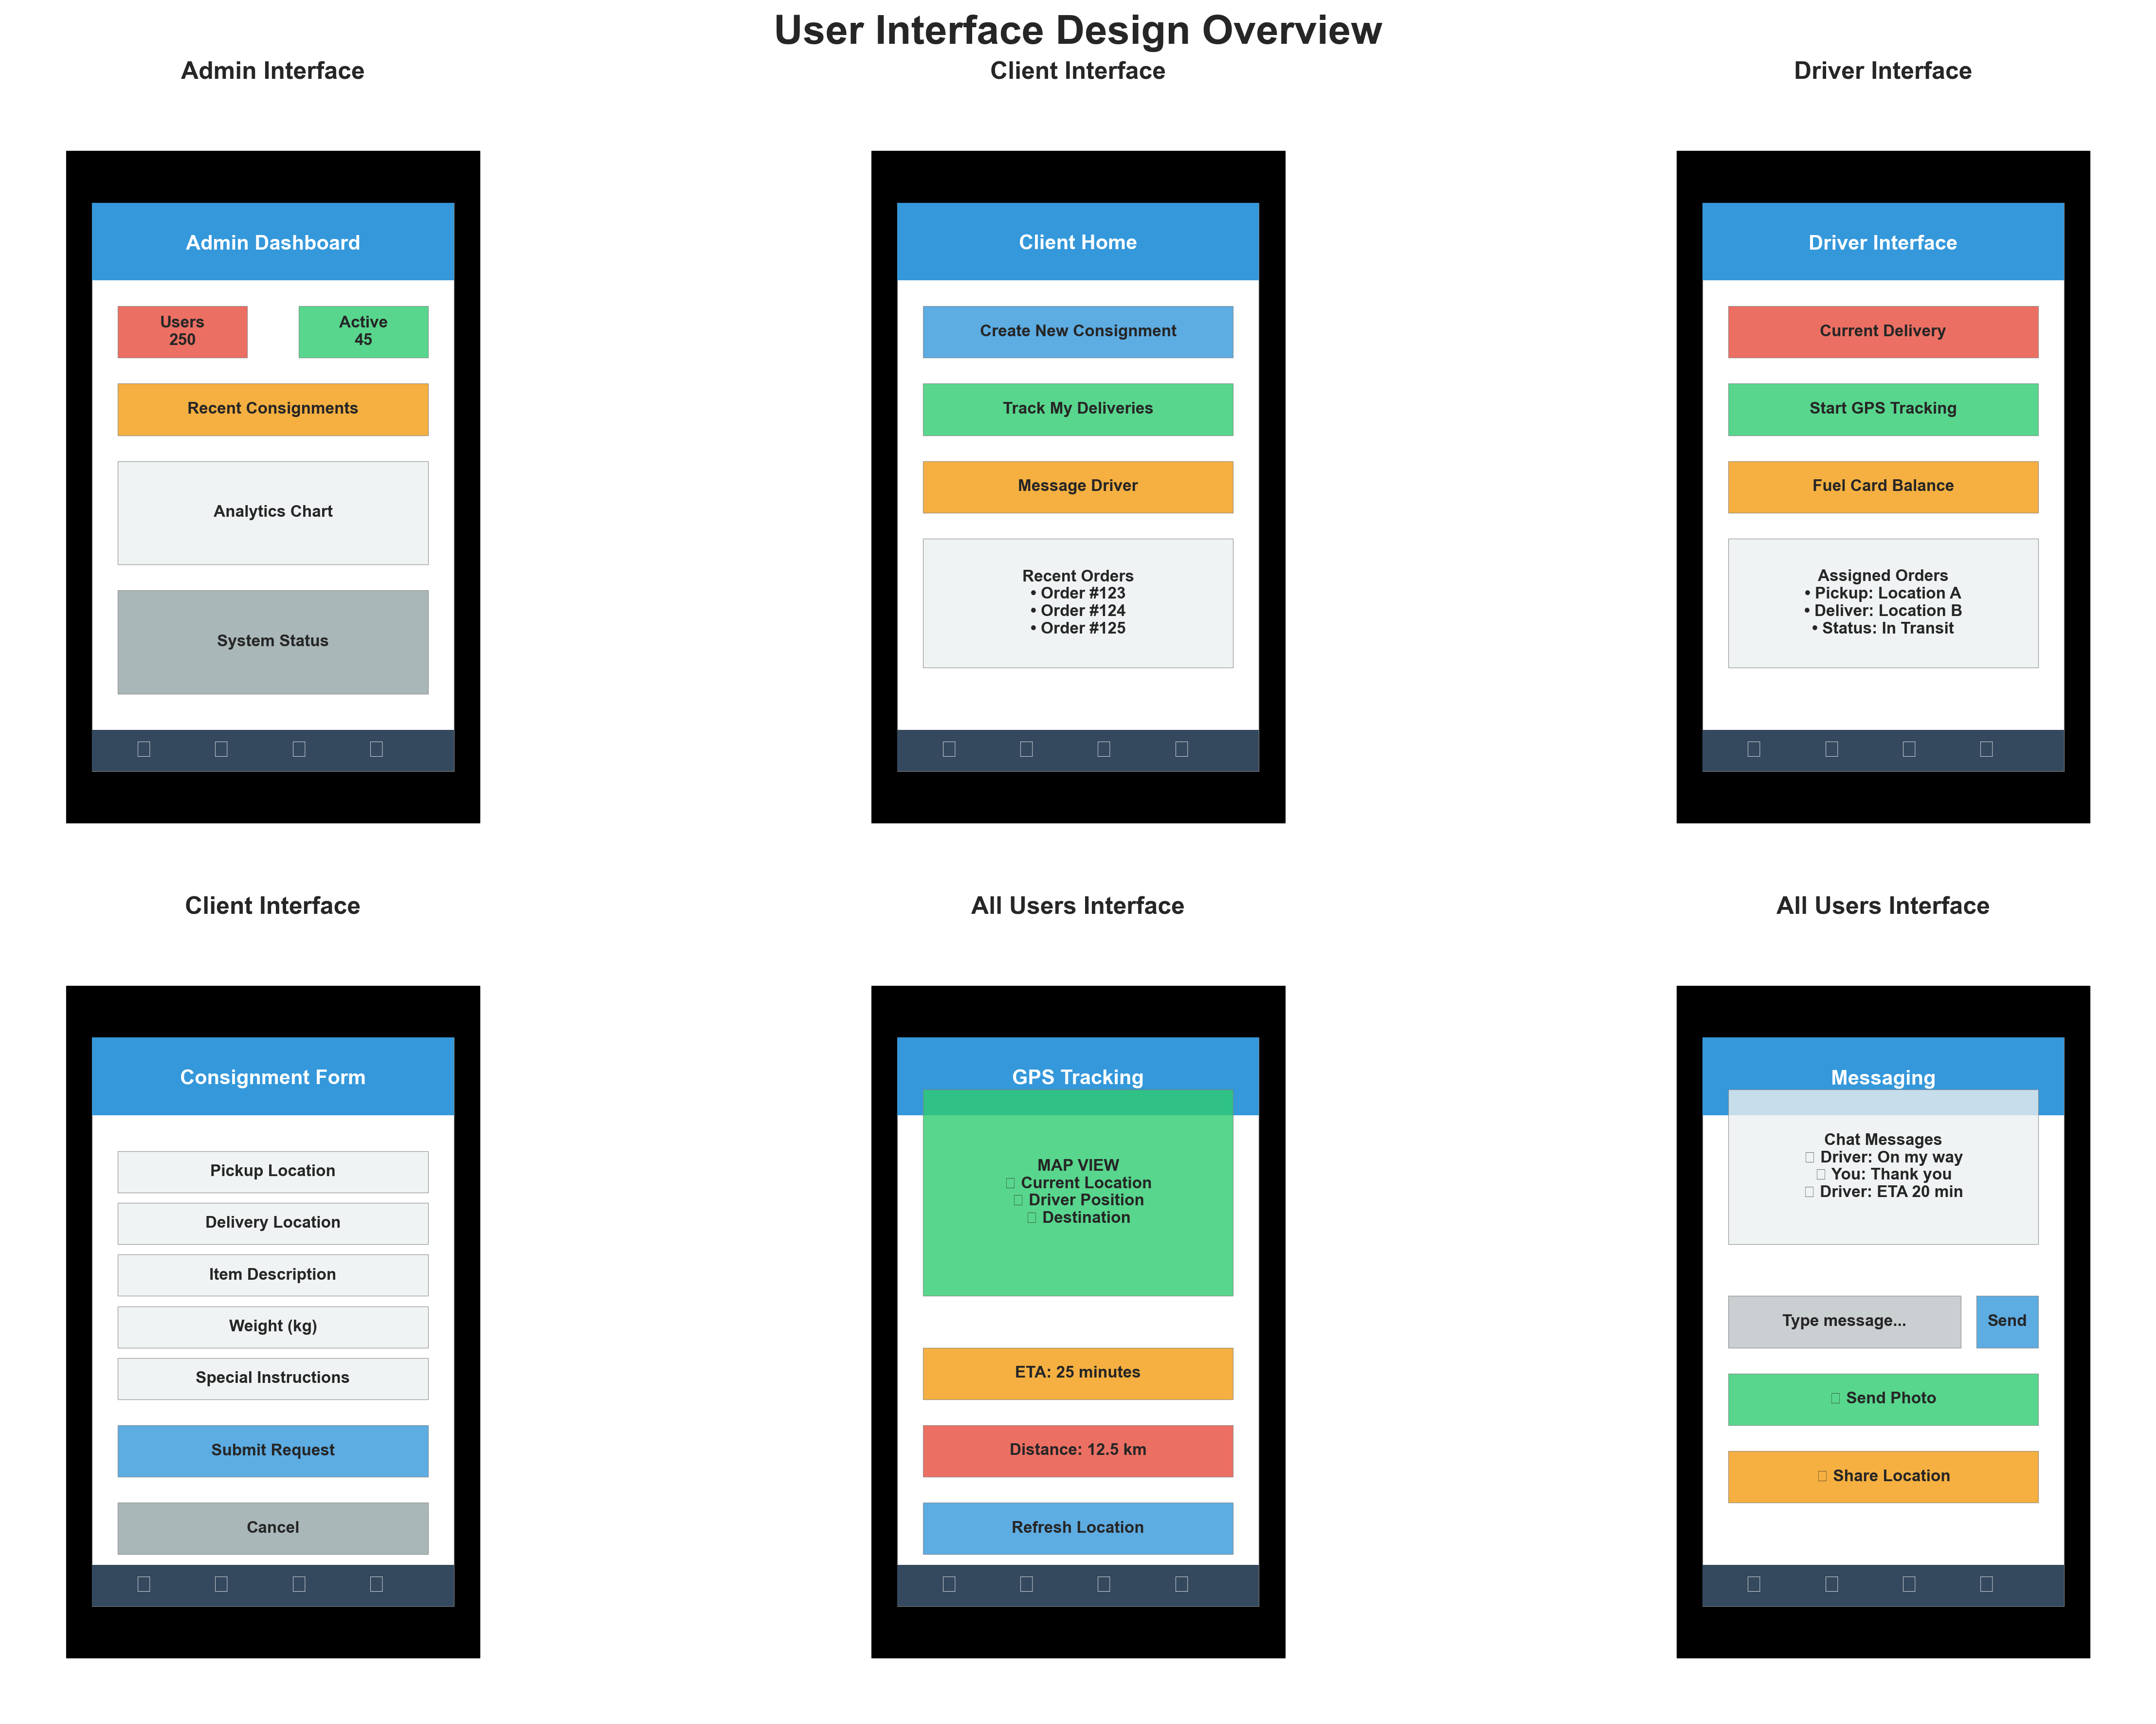 User Interface Design Overview
Admin Interface
Client Interface
Driver Interface
Admin Dashboard
Users
250
Active
45
Recent Consignments
Analytics Chart
System Status
Client Home
Create New Consignment
Track My Deliveries
Message Driver
Recent Orders
• Order #123
• Order #124
• Order #125
Driver Interface
Current Delivery
Start GPS Tracking
Fuel Card Balance
Assigned Orders
• Pickup: Location A
• Deliver: Location B
• Status: In Transit
Client Interface
All Users Interface
All Users Interface
Consignment Form
Pickup Location
Delivery Location
Item Description
Weight (kg)
Special Instructions
Submit Request
Cancel
GPS Tracking
MAP VIEW
Current Location
Driver Position
Destination
ETA: 25 minutes
Distance: 12.5 km
Refresh Location
Messaging
Chat Messages
Driver: On my way
You: Thank you
Driver: ETA 20 min
Type message...
Send
Send Photo
Share Location